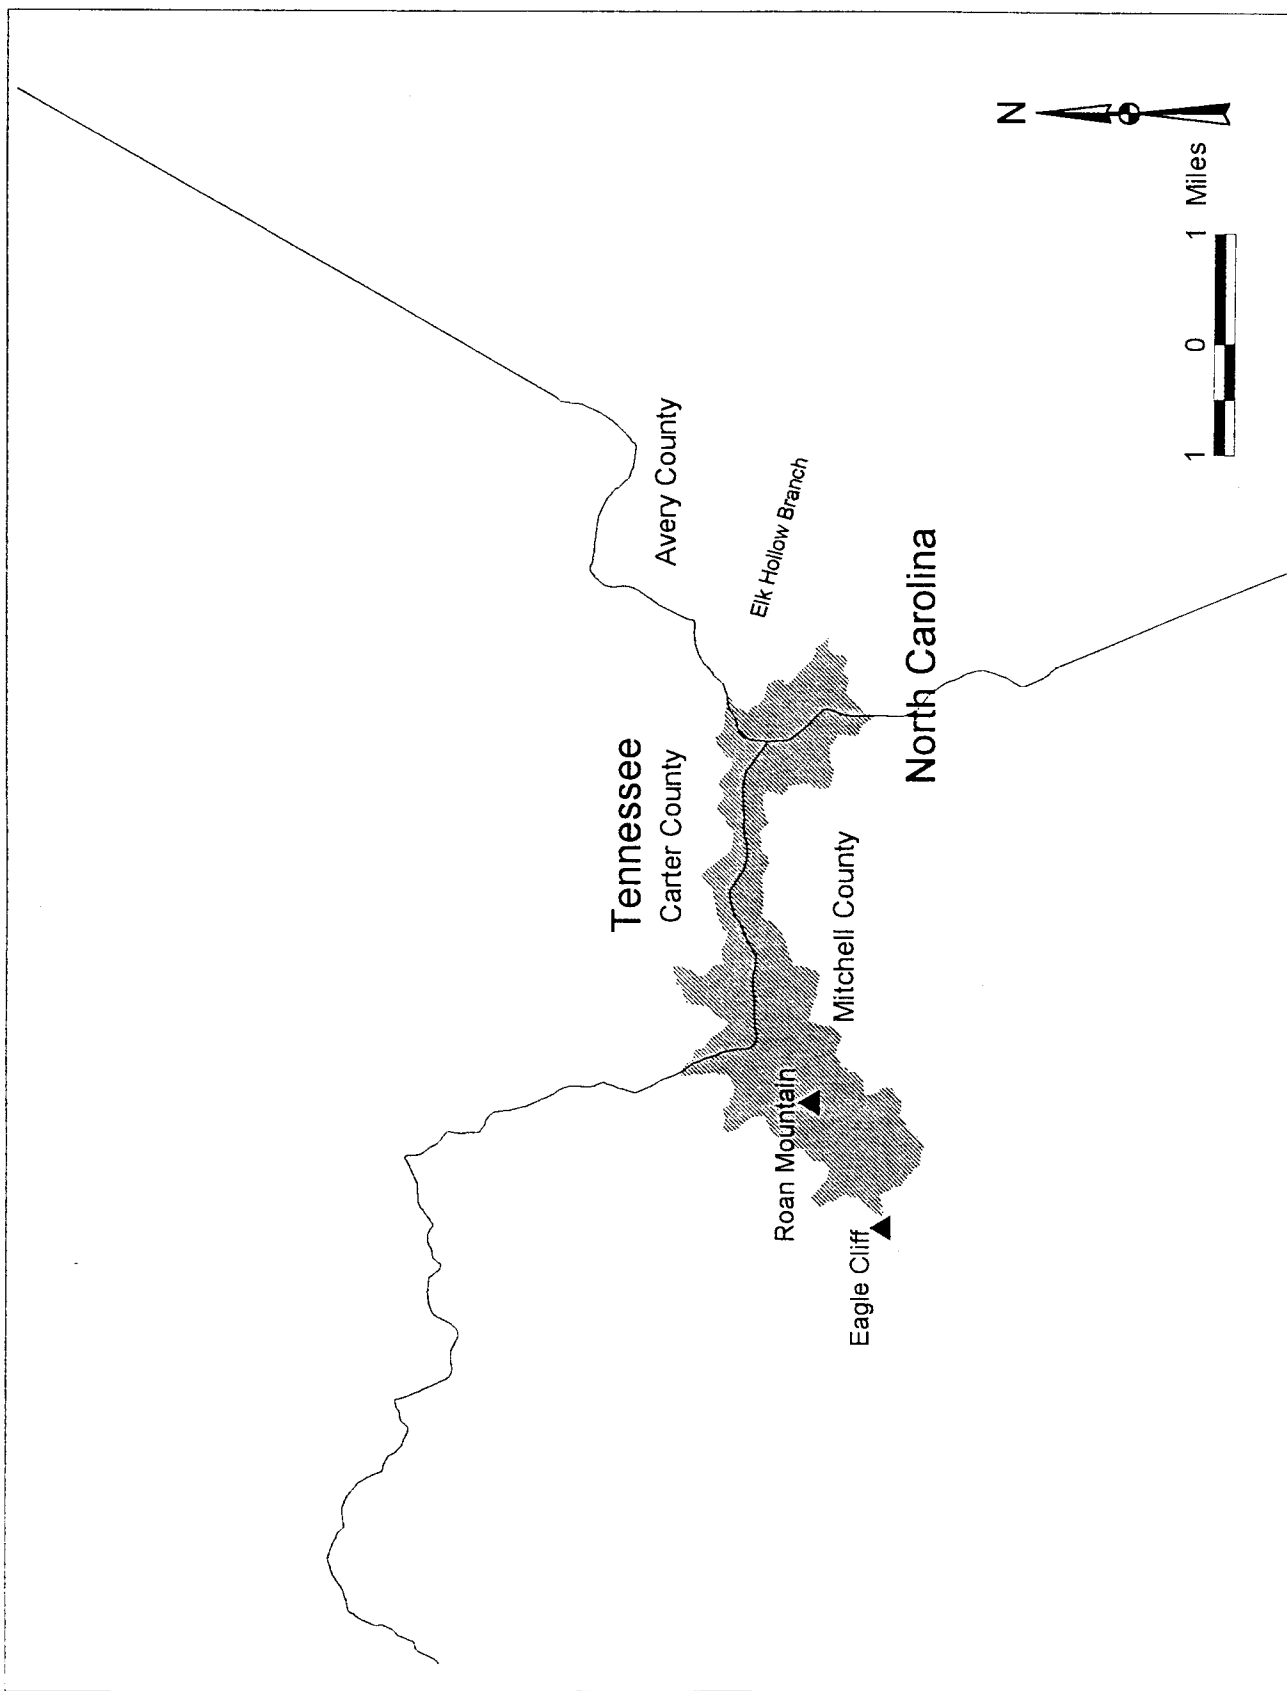 N
Tennessee
Carter County
Avery County
Elk Hollow Branch
Roan Mountain
Eagle Cliff
Mitchell County
North Carolina
1 0 1 Miles